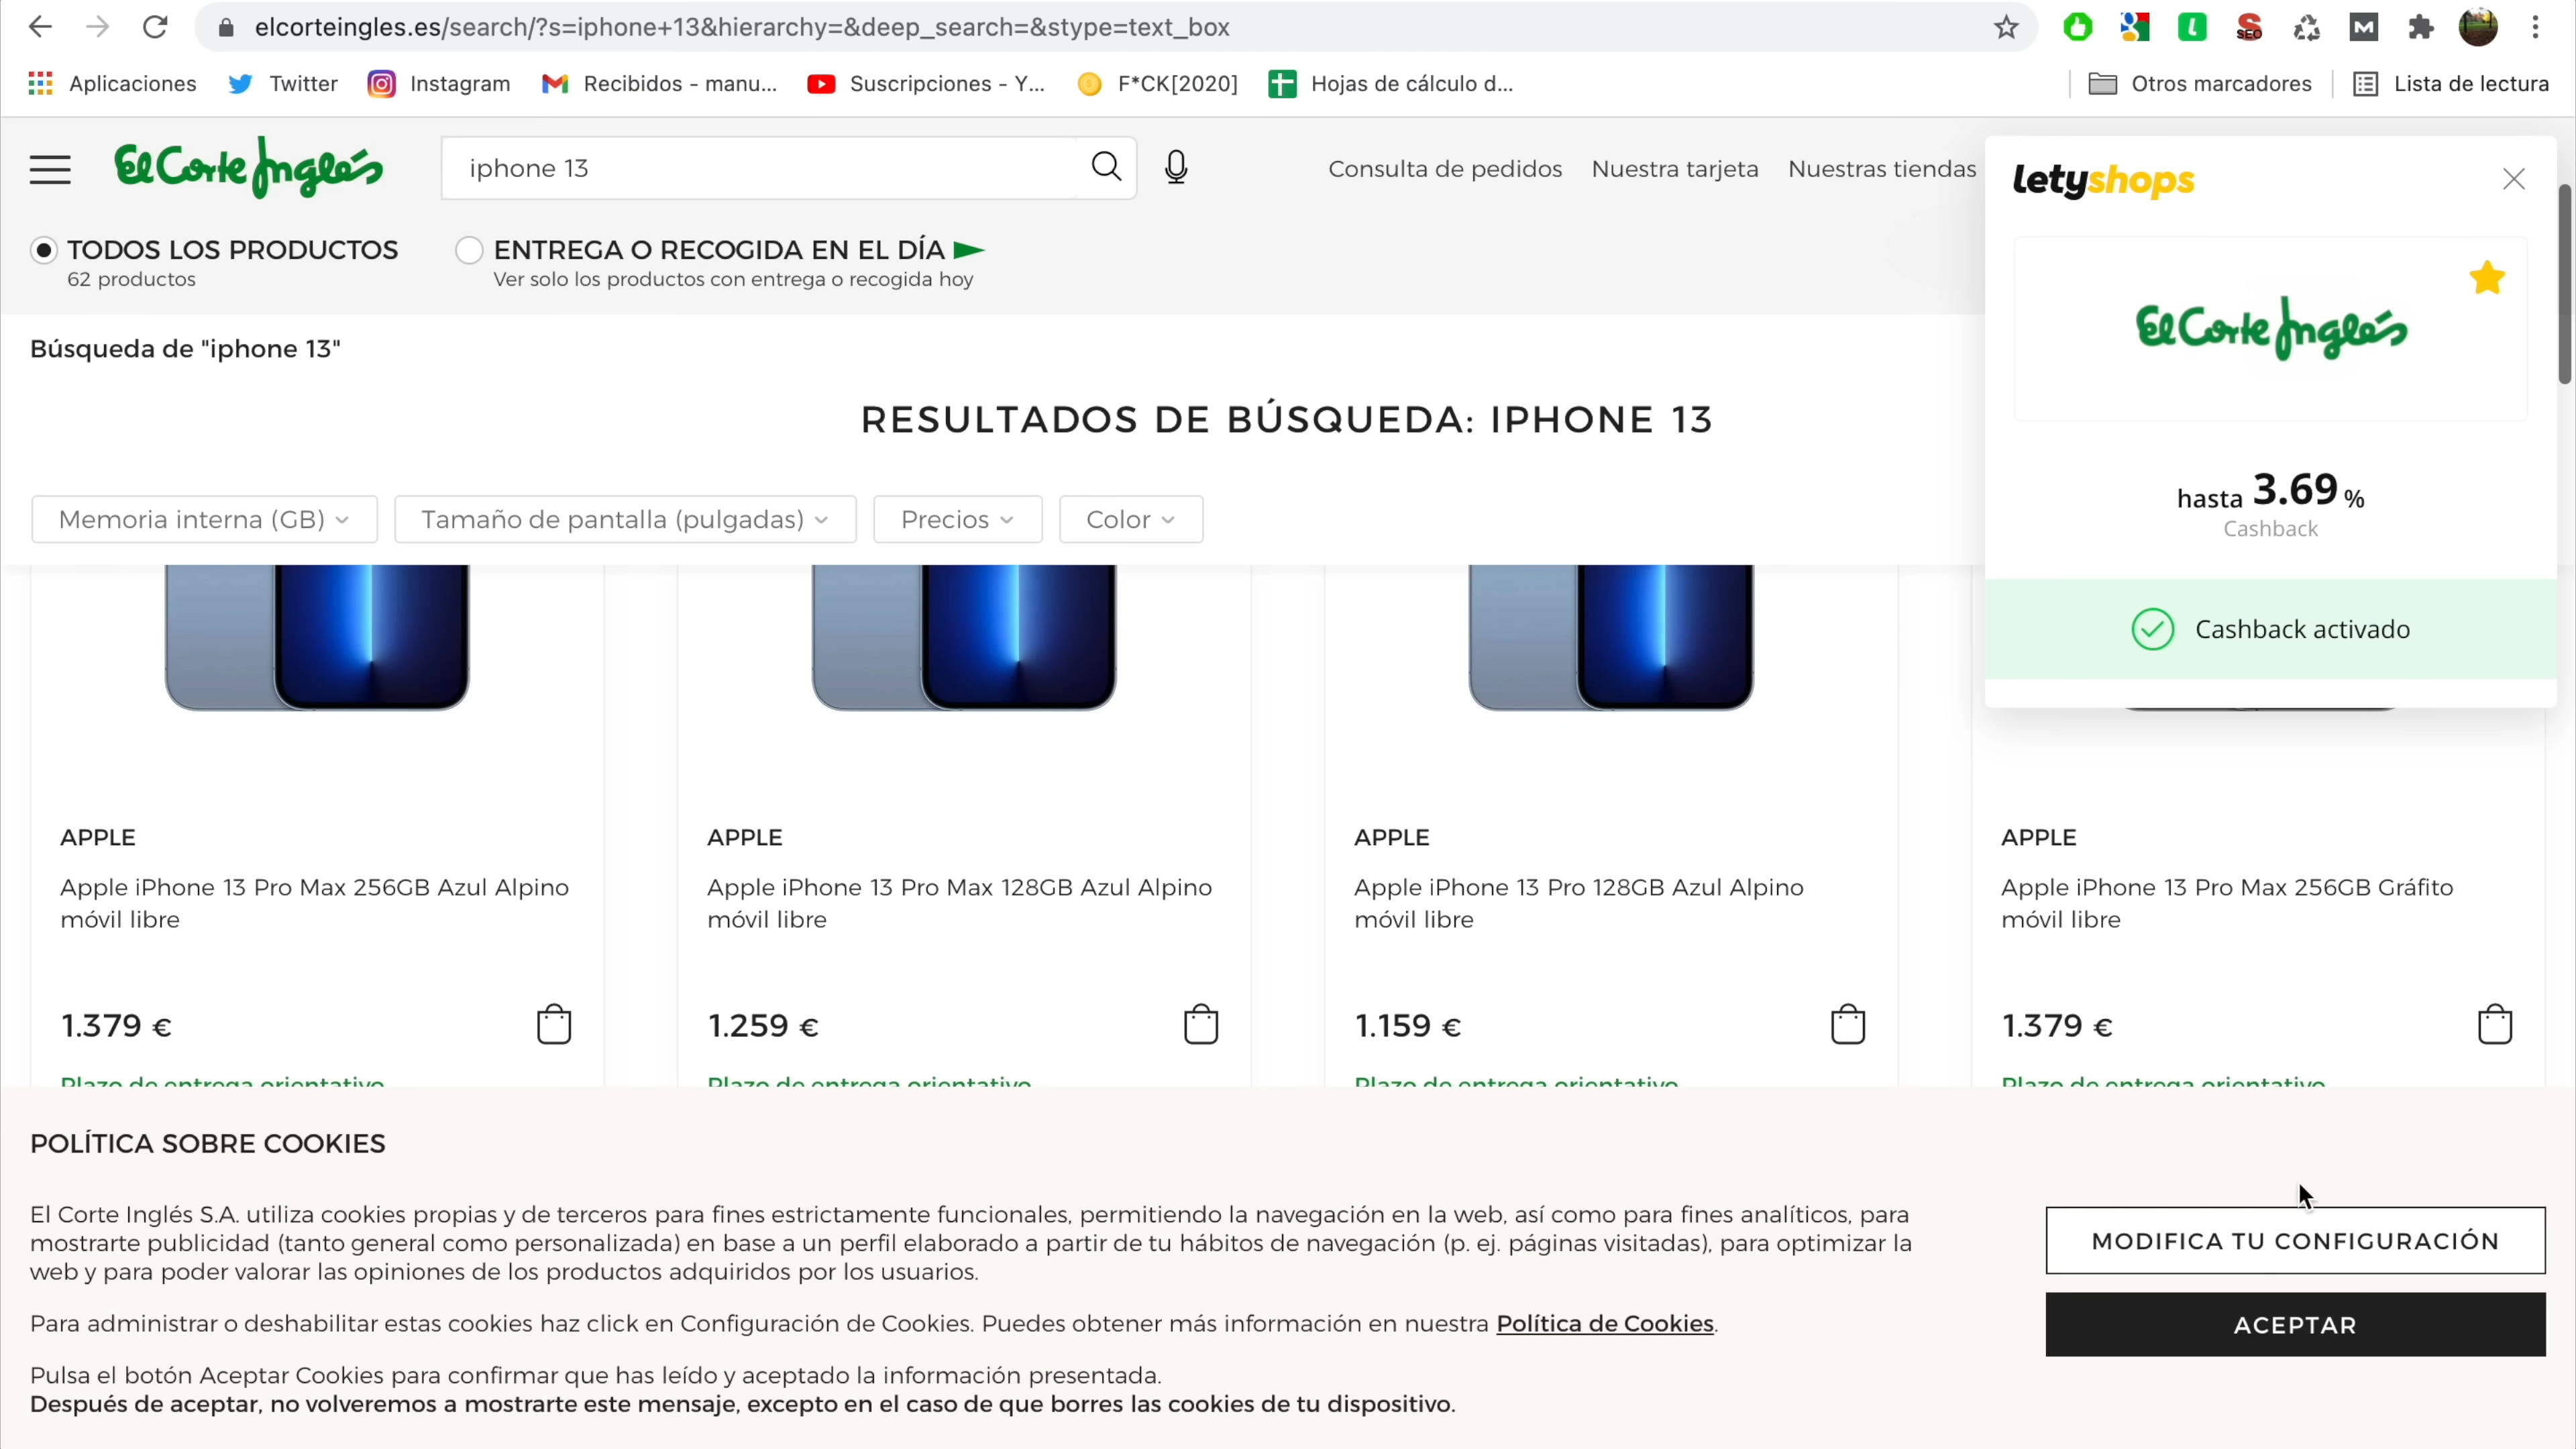 elcorteingles.es/search/?s=iphone+13&hierarchy=&deep_search=&stype=text_box
Aplicaciones Twitter Instagram Recibidos - manu... Suscripciones - Y... F*CK[2020] Hojas de cálculo d... Otros marcadores Lista de lectura
El Corte Inglés
iphone 13
Consulta de pedidos Nuestra tarjeta Nuestras tiendas
TODOS LOS PRODUCTOS
62 productos
ENTREGA O RECOGIDA EN EL DÍA
Ver solo los productos con entrega o recogida hoy
letyshops
El Corte Inglés
hasta 3.69 %
Cashback
Cashback activado
Búsqueda de "iphone 13"
RESULTADOS DE BÚSQUEDA: IPHONE 13
Memoria interna (GB) Tamaño de pantalla (pulgadas) Precios Color
APPLE
Apple iPhone 13 Pro Max 256GB Azul Alpino
móvil libre
1.379 €
Plazo de entrega orientativo
APPLE
Apple iPhone 13 Pro Max 128GB Azul Alpino
móvil libre
1.259 €
Plazo de entrega orientativo
APPLE
Apple iPhone 13 Pro 128GB Azul Alpino
móvil libre
1.159 €
Plazo de entrega orientativo
APPLE
Apple iPhone 13 Pro Max 256GB Gráfito
móvil libre
1.379 €
Plazo de entrega orientativo
POLÍTICA SOBRE COOKIES
El Corte Inglés S.A. utiliza cookies propias y de terceros para fines estrictamente funcionales, permitiendo la navegación en la web, así como para fines analíticos, para
mostrarte publicidad (tanto general como personalizada) en base a un perfil elaborado a partir de tu hábitos de navegación (p. ej. páginas visitadas), para optimizar la
web y para poder valorar las opiniones de los productos adquiridos por los usuarios.
Para administrar o deshabilitar estas cookies haz click en Configuración de Cookies. Puedes obtener más información en nuestra Política de Cookies.
Pulsa el botón Aceptar Cookies para confirmar que has leído y aceptado la información presentada.
Después de aceptar, no volveremos a mostrarte este mensaje, excepto en el caso de que borres las cookies de tu dispositivo.
MODIFICA TU CONFIGURACIÓN
ACEPTAR